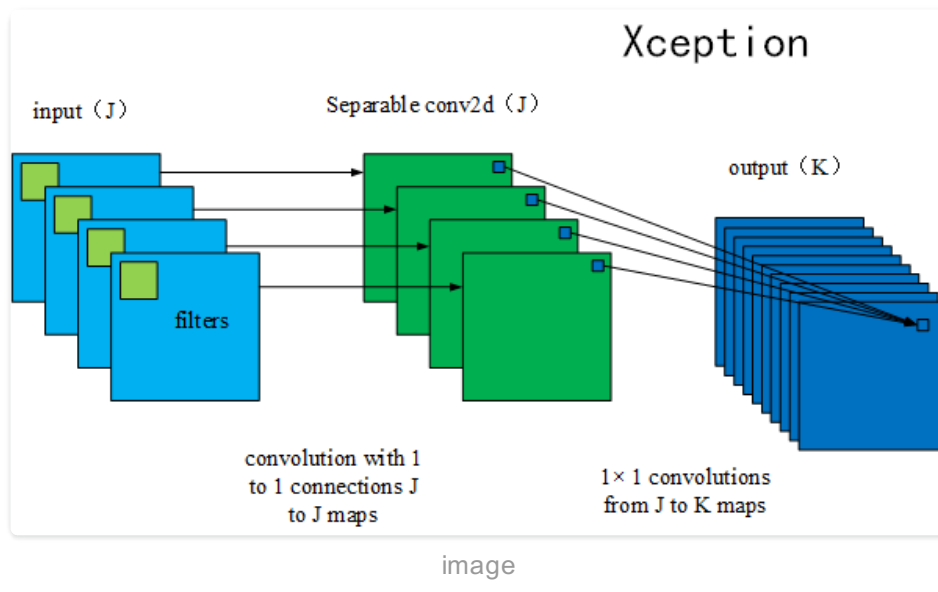 Xception
input（J）
Separable conv2d（J）
output（K）
filters
convolution with 1
to 1 connections J
to J maps
1× 1 convolutions
from J to K maps
image